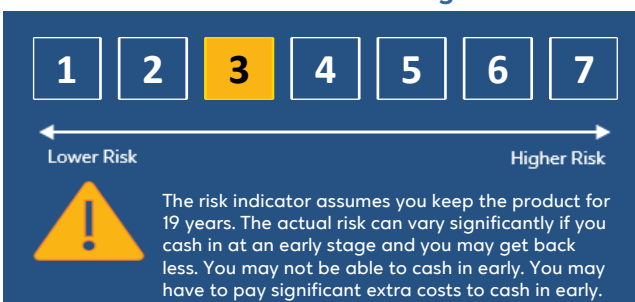 1 2 3 4 5 6 7
Lower Risk Higher Risk
The risk indicator assumes you keep the product for
19 years. The actual risk can vary significantly if you
cash in at an early stage and you may get back
less. You may not be able to cash in early. You may
have to pay significant extra costs to cash in early.